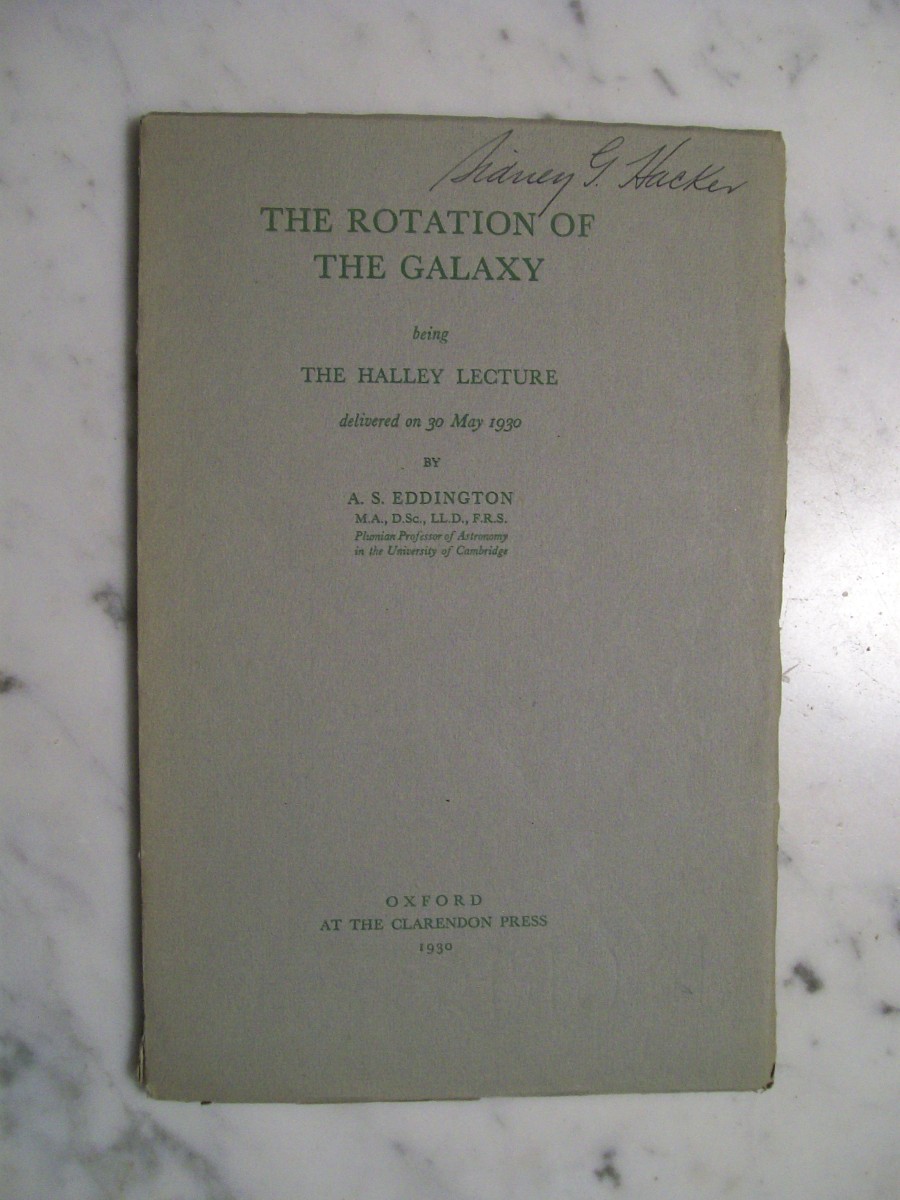 Sidney G. Hacker
THE ROTATION OF
THE GALAXY
being
THE HALLEY LECTURE
delivered on 30 May 1930
BY
A. S. EDDINGTON
M.A., D.Sc., LL.D., F.R.S.
Plumian Professor of Astronomy
in the University of Cambridge
OXFORD
AT THE CLARENDON PRESS
1930